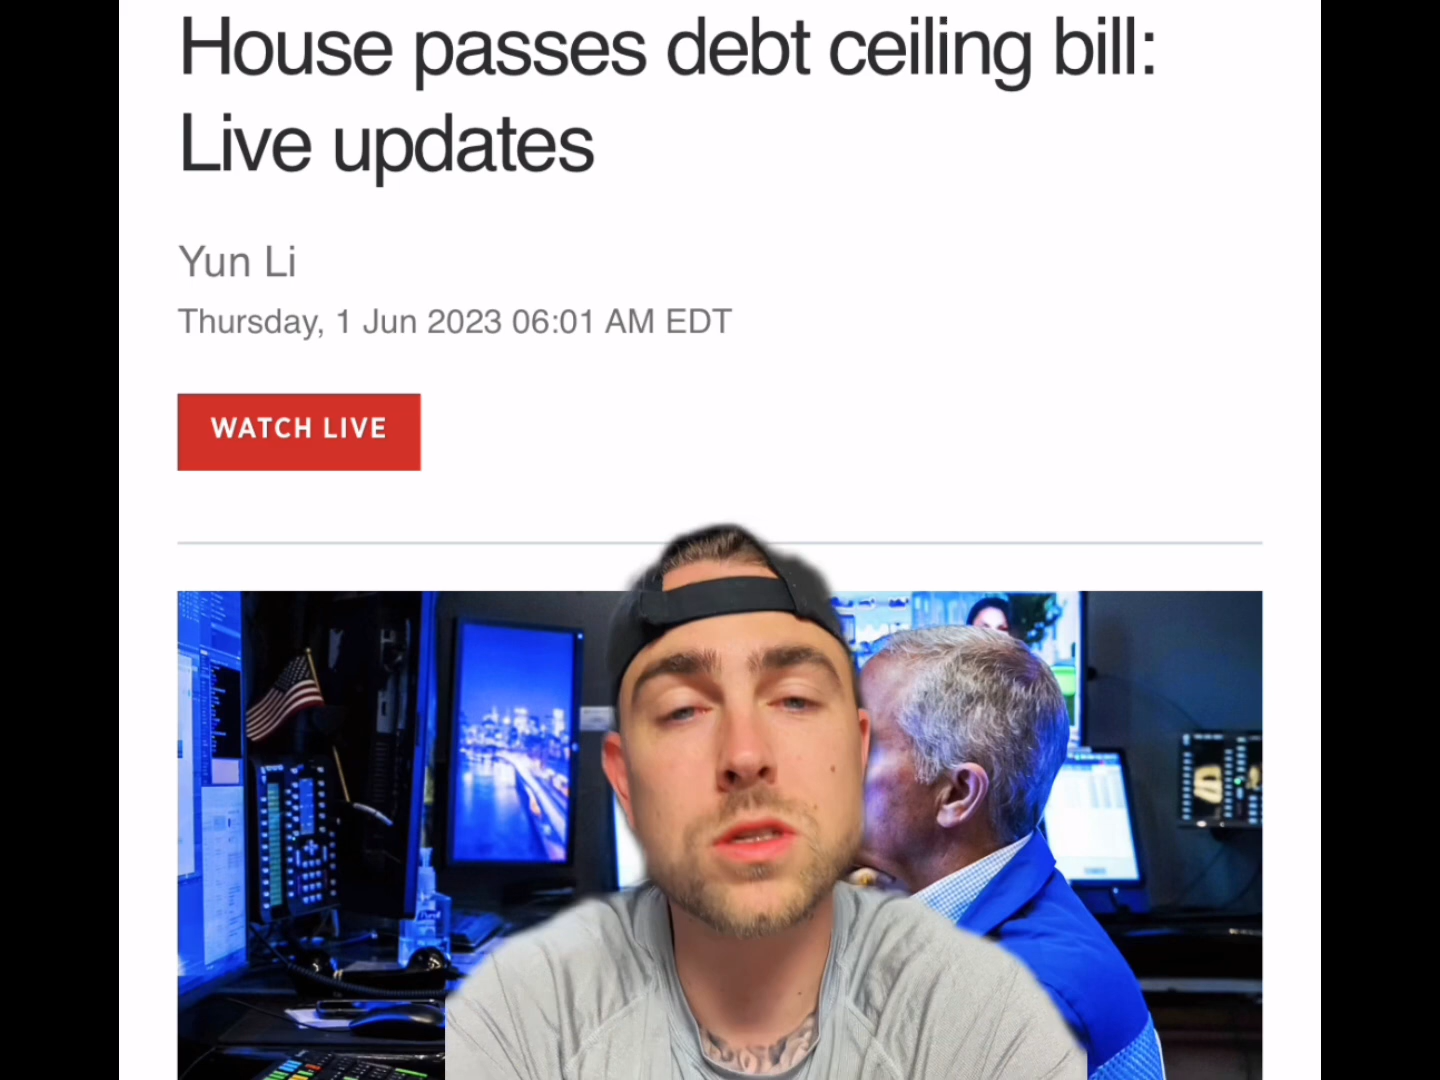 House passes debt ceiling bill:
Live updates
Yun Li
Thursday, 1 Jun 2023 06:01 AM EDT
WATCH LIVE